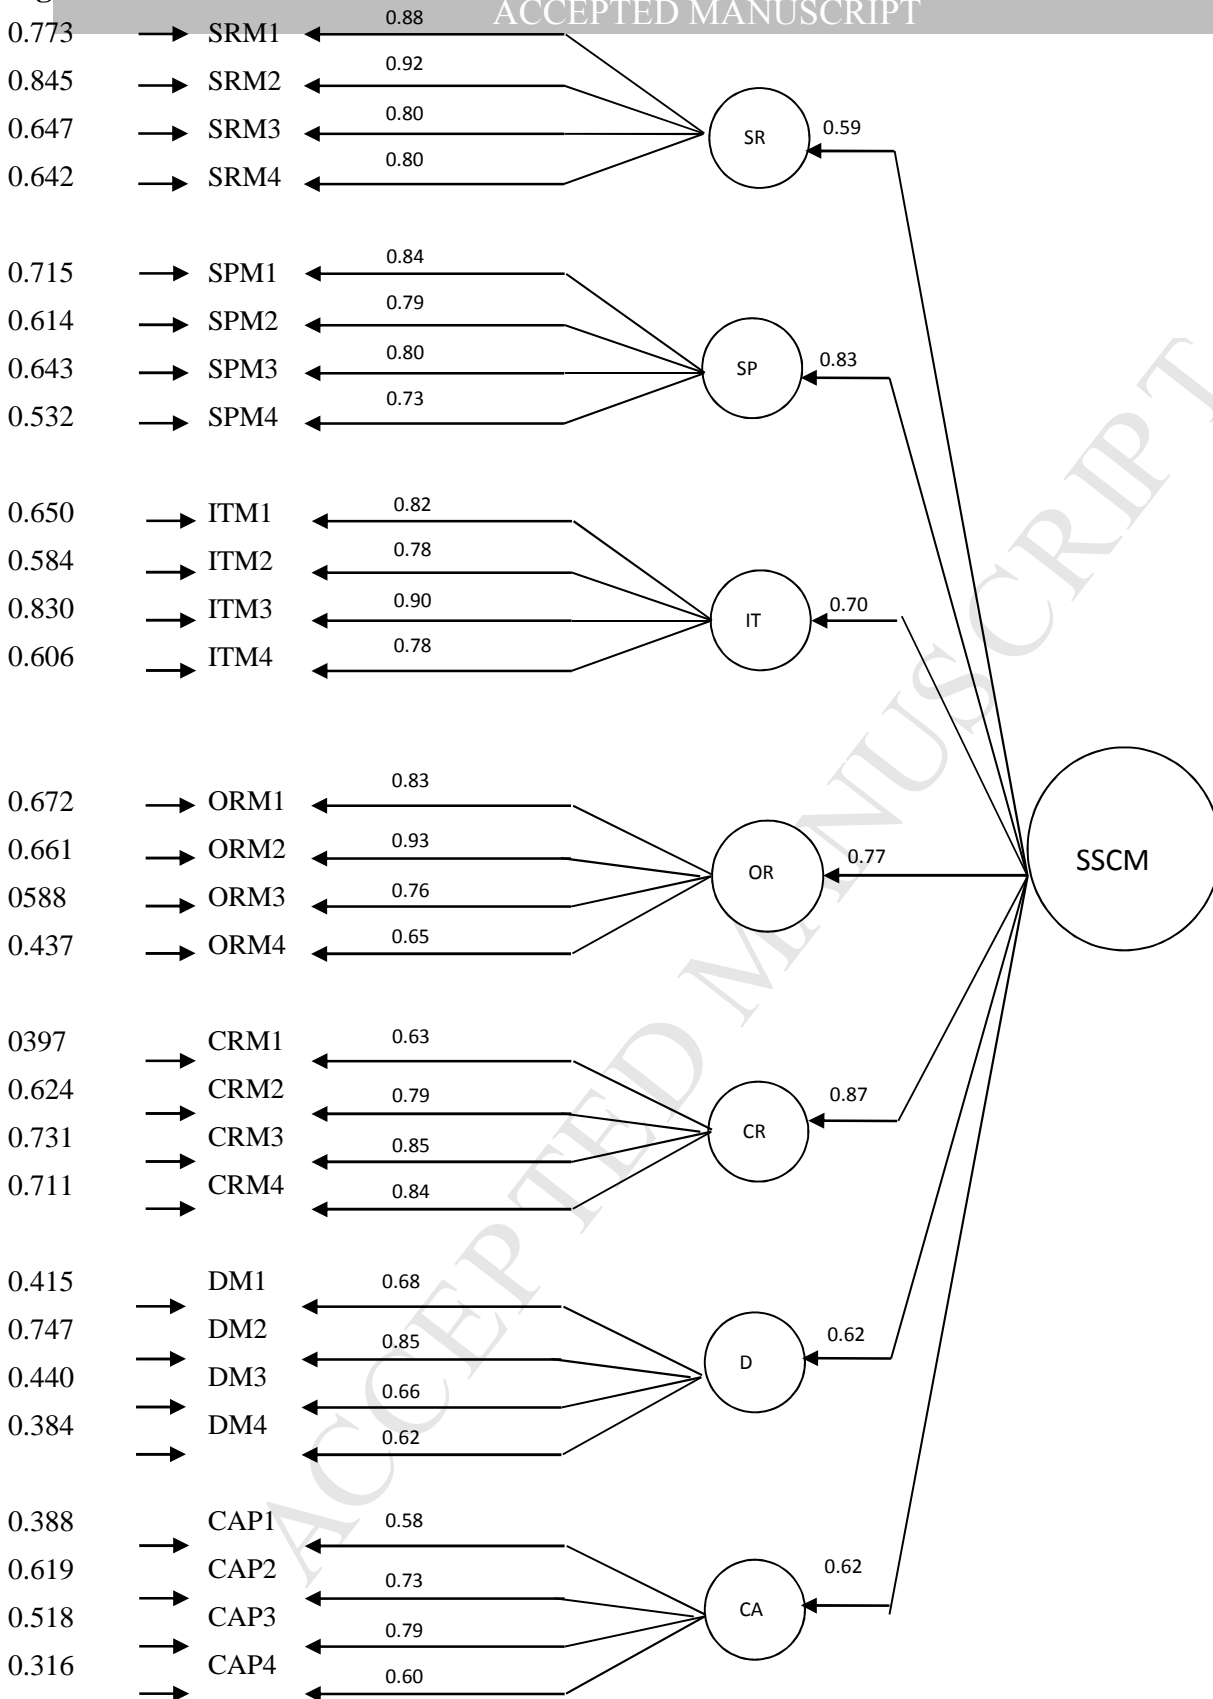 ACCEPTED MANUSCRIPT
0.773 SRM1 0.88
0.845 SRM2 0.92
0.647 SRM3 0.80
0.642 SRM4 0.80
SR 0.59
0.715 SPM1 0.84
0.614 SPM2 0.79
0.643 SPM3 0.80
0.532 SPM4 0.73
SP 0.83
0.650 ITM1 0.82
0.584 ITM2 0.78
0.830 ITM3 0.90
0.606 ITM4 0.78
IT 0.70
0.672 ORM1 0.83
0.661 ORM2 0.93
0588 ORM3 0.76
0.437 ORM4 0.65
OR 0.77
SSCM
0397 CRM1 0.63
0.624 CRM2 0.79
0.731 CRM3 0.85
0.711 CRM4 0.84
CR 0.87
0.415 DM1 0.68
0.747 DM2 0.85
0.440 DM3 0.66
0.384 DM4 0.62
D 0.62
0.388 CAP1 0.58
0.619 CAP2 0.73
0.518 CAP3 0.79
0.316 CAP4 0.60
CA 0.62
ACCEPTED MANUSCRIPT